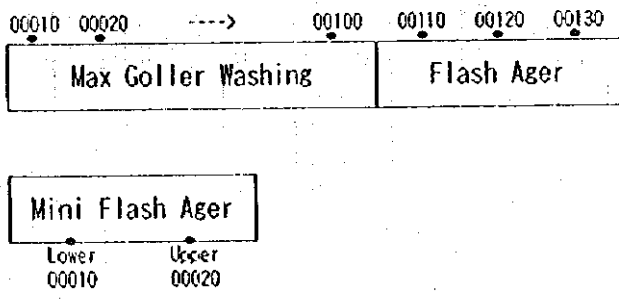 00010 00020 ----> 00100 00110 00120 00130
Max Goller Washing Flash Ager
Mini Flash Ager
Lower Upper
00010 00020